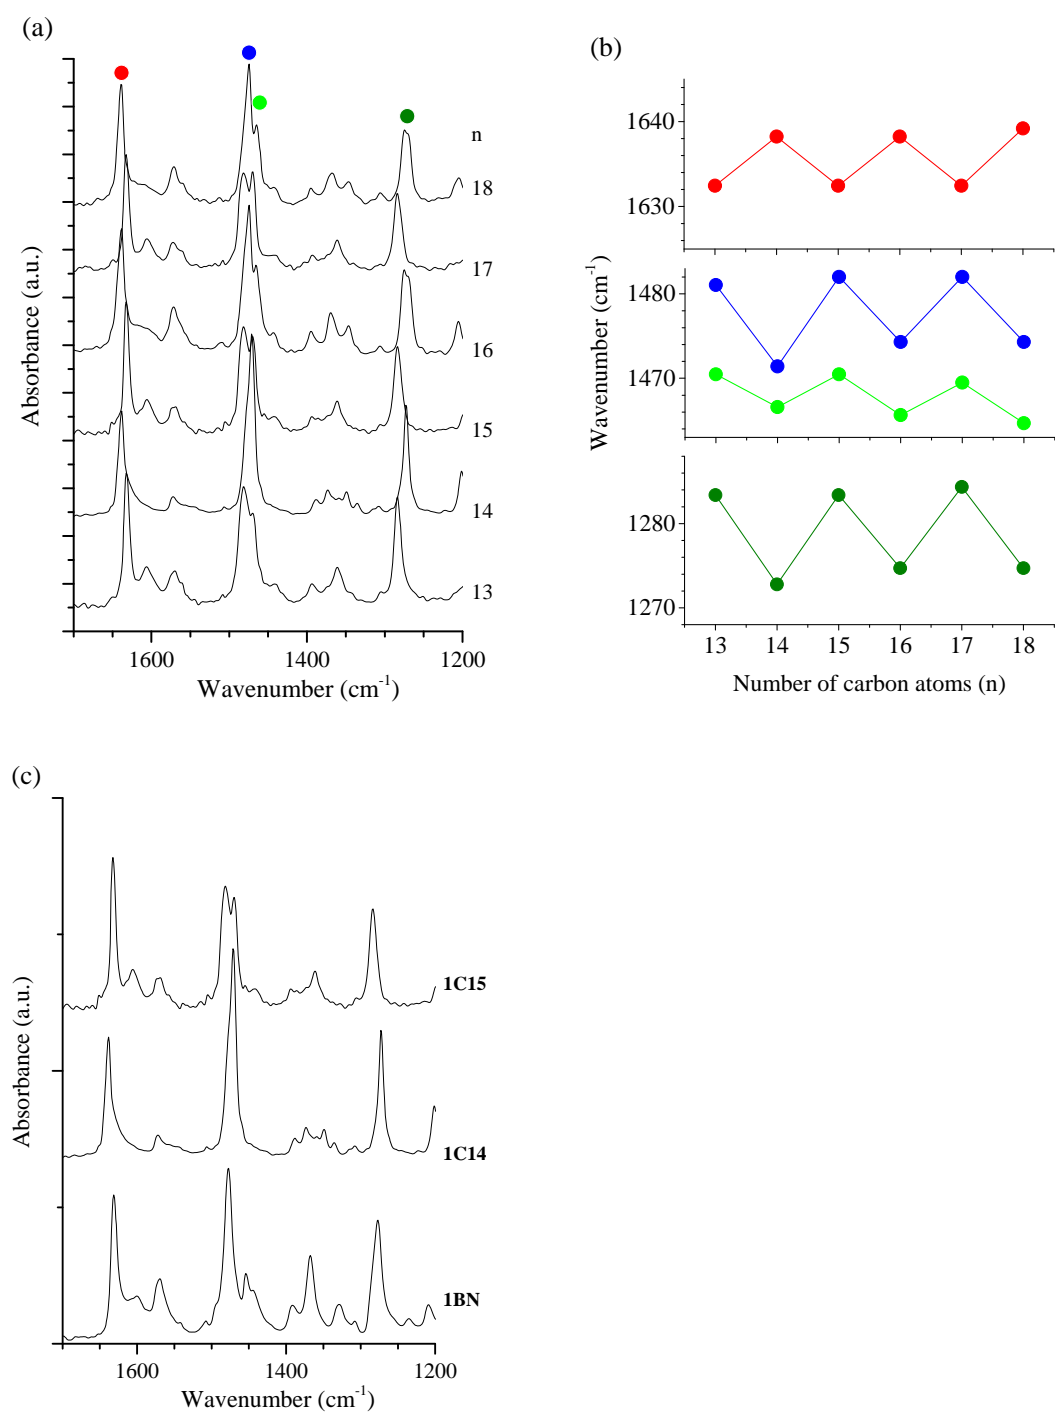 (a)
n
18
17
16
15
14
13
Absorbance (a.u.)
1600
1400
1200
Wavenumber (cm-1)
(b)
1640
1630
1480
1470
1280
1270
Wavenumber (cm-1)
13 14 15 16 17 18
Number of carbon atoms (n)
(c)
Absorbance (a.u.)
1C15
1C14
1BN
1600
1400
1200
Wavenumber (cm-1)